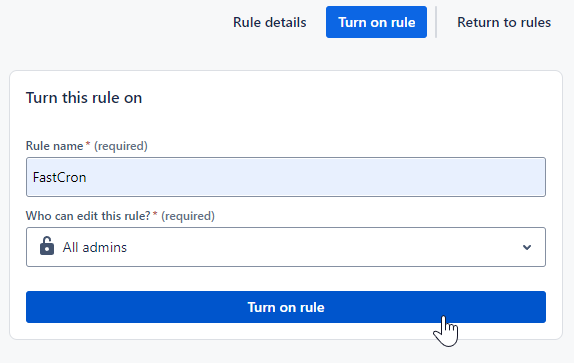 Rule details
Turn on rule
Return to rules
Turn this rule on
Rule name* (required)
FastCron
Who can edit this rule?* (required)
All admins
Turn on rule